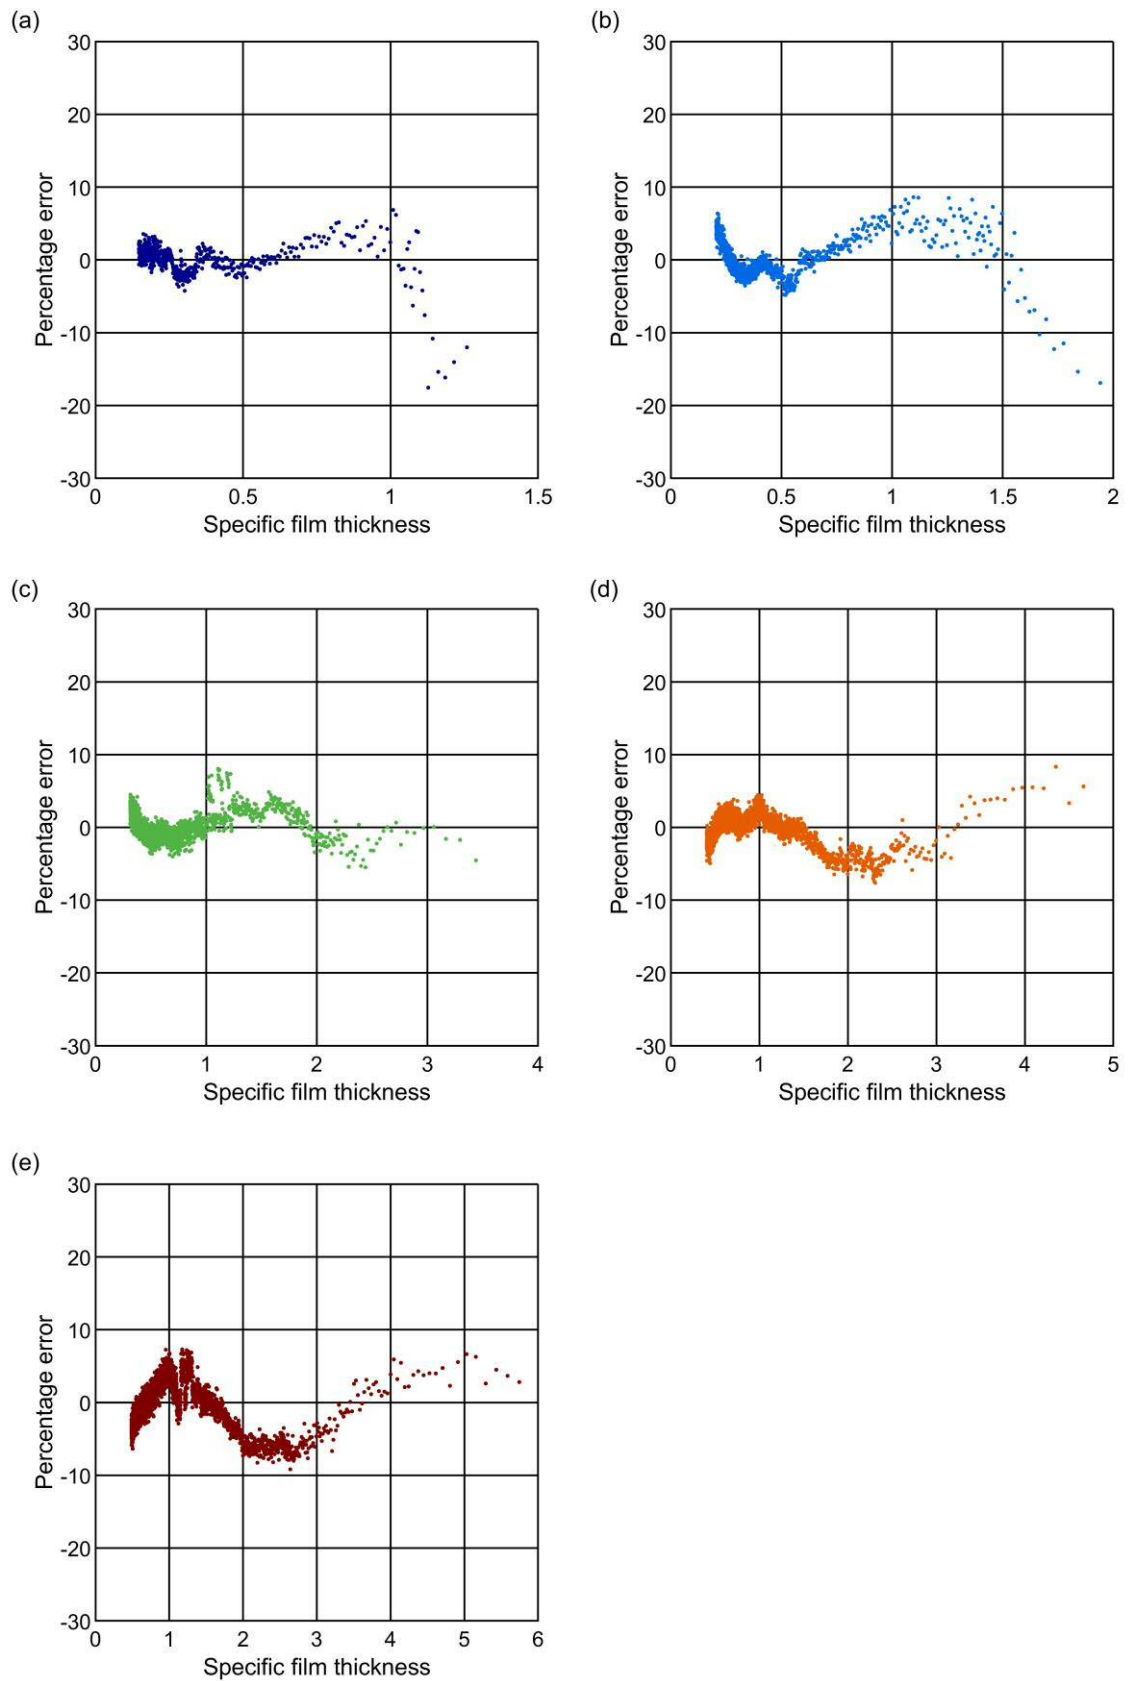 (a)
30
20
10
0
-10
-20
-30
Percentage error
0 0.5 1 1.5
Specific film thickness
(b)
30
20
10
0
-10
-20
-30
Percentage error
0 0.5 1 1.5 2
Specific film thickness
(c)
30
20
10
0
-10
-20
-30
Percentage error
0 1 2 3 4
Specific film thickness
(d)
30
20
10
0
-10
-20
-30
Percentage error
0 1 2 3 4 5
Specific film thickness
(e)
30
20
10
0
-10
-20
-30
Percentage error
0 1 2 3 4 5 6
Specific film thickness